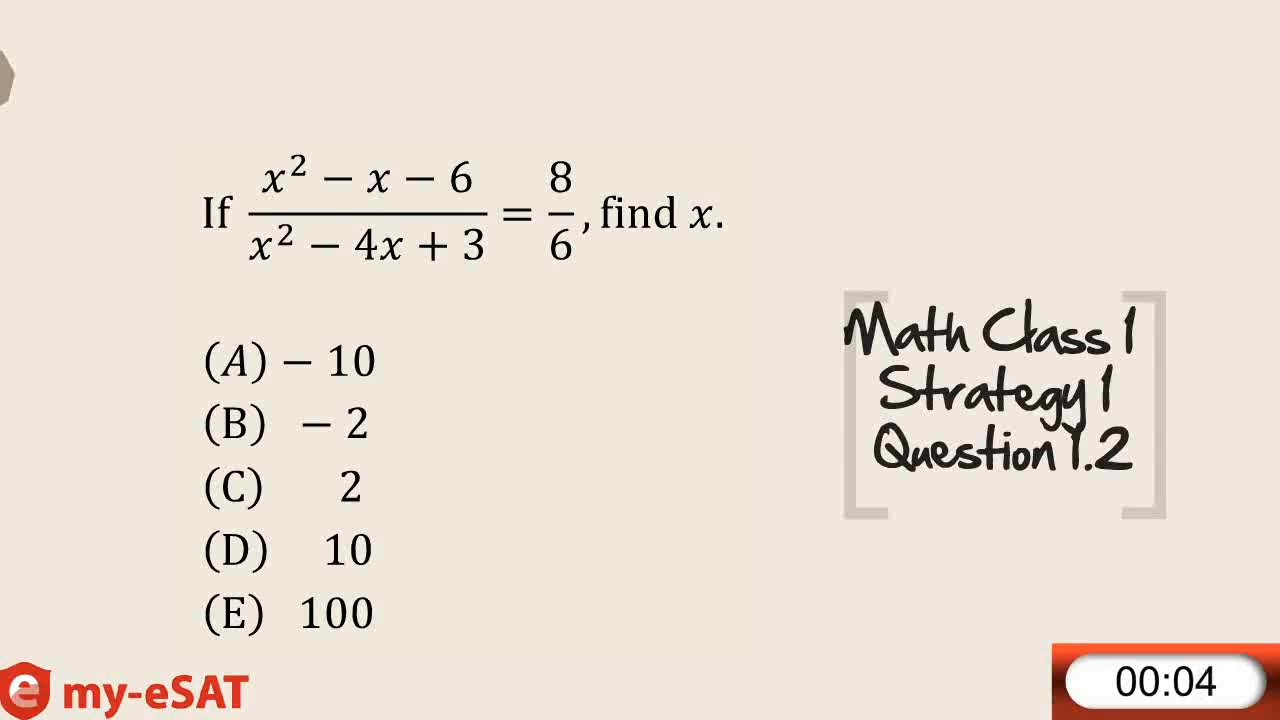 If x² − x − 6 / x² − 4x + 3 = 8/6, find x.
(A) − 10
(B) − 2
(C) 2
(D) 10
(E) 100
Math Class 1
Strategy 1
Question 1.2
e my-eSAT
00:04